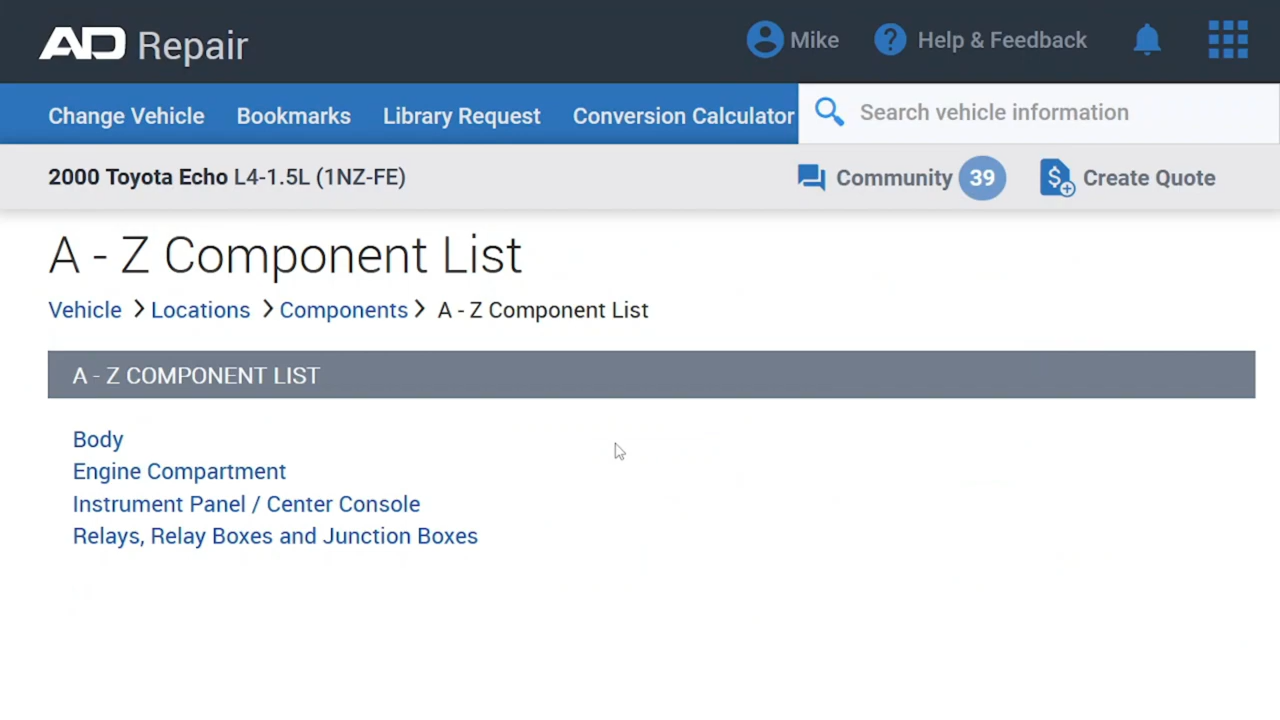 AD Repair
Mike
Help & Feedback
Change Vehicle
Bookmarks
Library Request
Conversion Calculator
Search vehicle information
2000 Toyota Echo L4-1.5L (1NZ-FE)
Community 39
Create Quote
A - Z Component List
Vehicle > Locations > Components > A - Z Component List
A - Z COMPONENT LIST
Body
Engine Compartment
Instrument Panel / Center Console
Relays, Relay Boxes and Junction Boxes